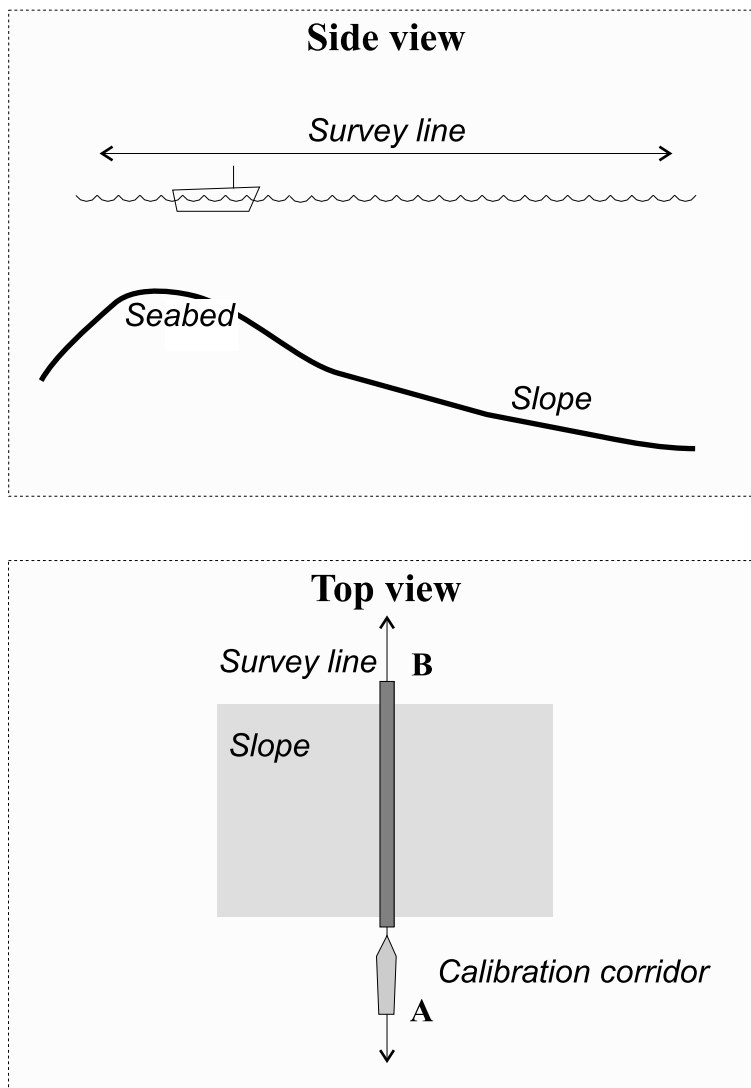 Side view
Survey line
Seabed
Slope
Top view
Survey line
B
Slope
Calibration corridor
A